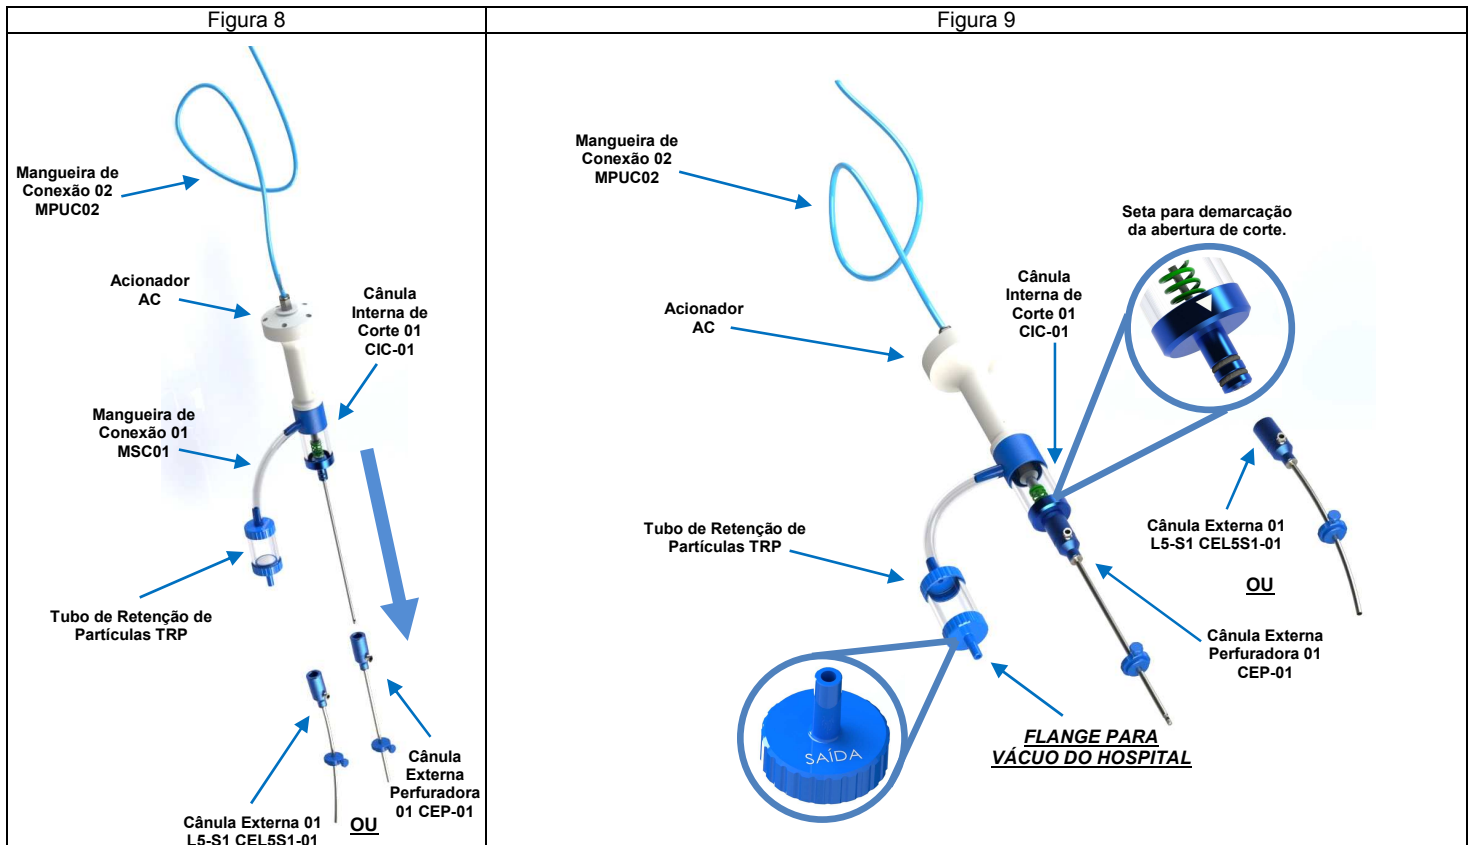 Figura 8
Mangueira de
Conexão 02
MPUC02
Acionador
AC
Cânula
Interna de
Corte 01
CIC-01
Mangueira de
Conexão 01
MSC01
Tubo de Retenção de
Partículas TRP
Cânula
Externa
Perfuradora
01 CEP-01
Cânula Externa 01
L5-S1 CEL5S1-01
OU
Figura 9
Mangueira de
Conexão 02
MPUC02
Seta para demarcação
da abertura de corte.
Cânula
Interna de
Corte 01
CIC-01
Acionador
AC
Tubo de Retenção de
Partículas TRP
Cânula Externa 01
L5-S1 CEL5S1-01
OU
Cânula Externa
Perfuradora 01
CEP-01
FLANGE PARA
VÁCUO DO HOSPITAL
SAÍDA